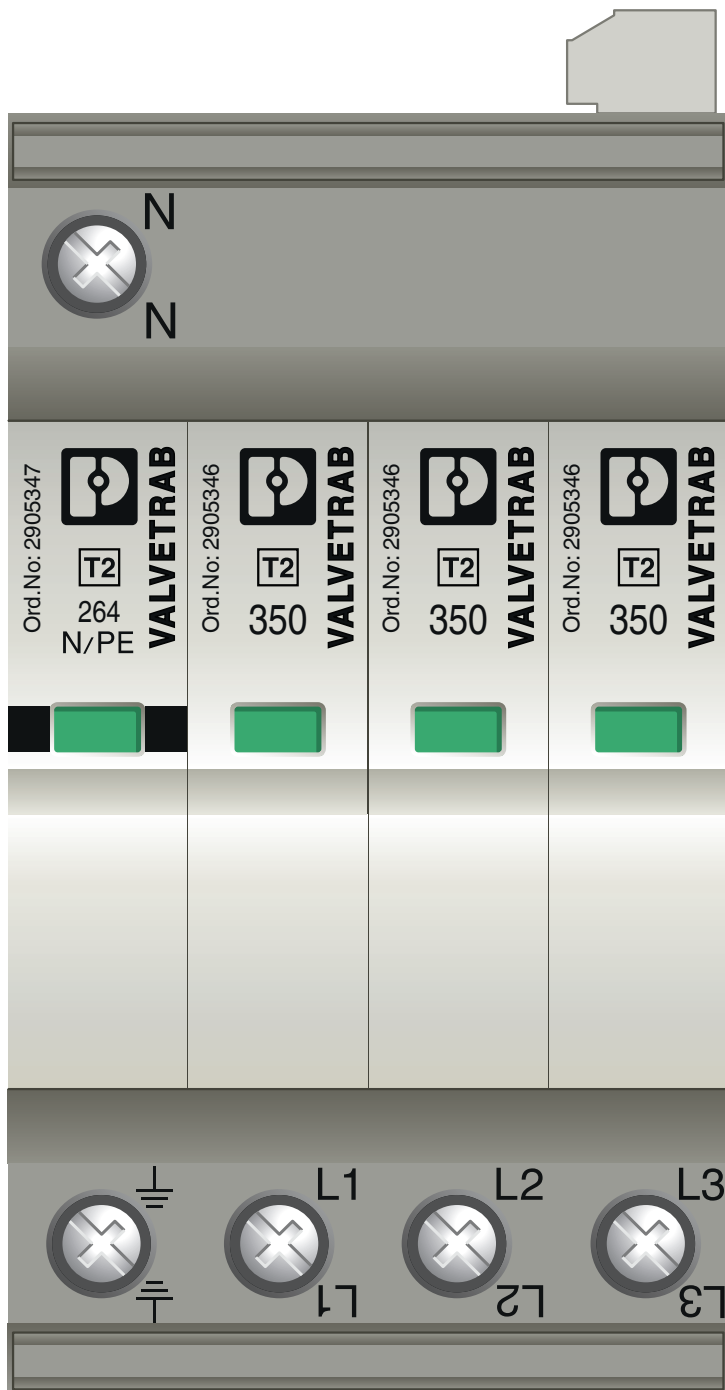 N
N
Ord.No: 2905347
T2
264
N/PE
VALVETRAB
Ord.No: 2905346
T2
350
VALVETRAB
Ord.No: 2905346
T2
350
VALVETRAB
Ord.No: 2905346
T2
350
VALVETRAB
L1
L2
L3
L1
L2
L3